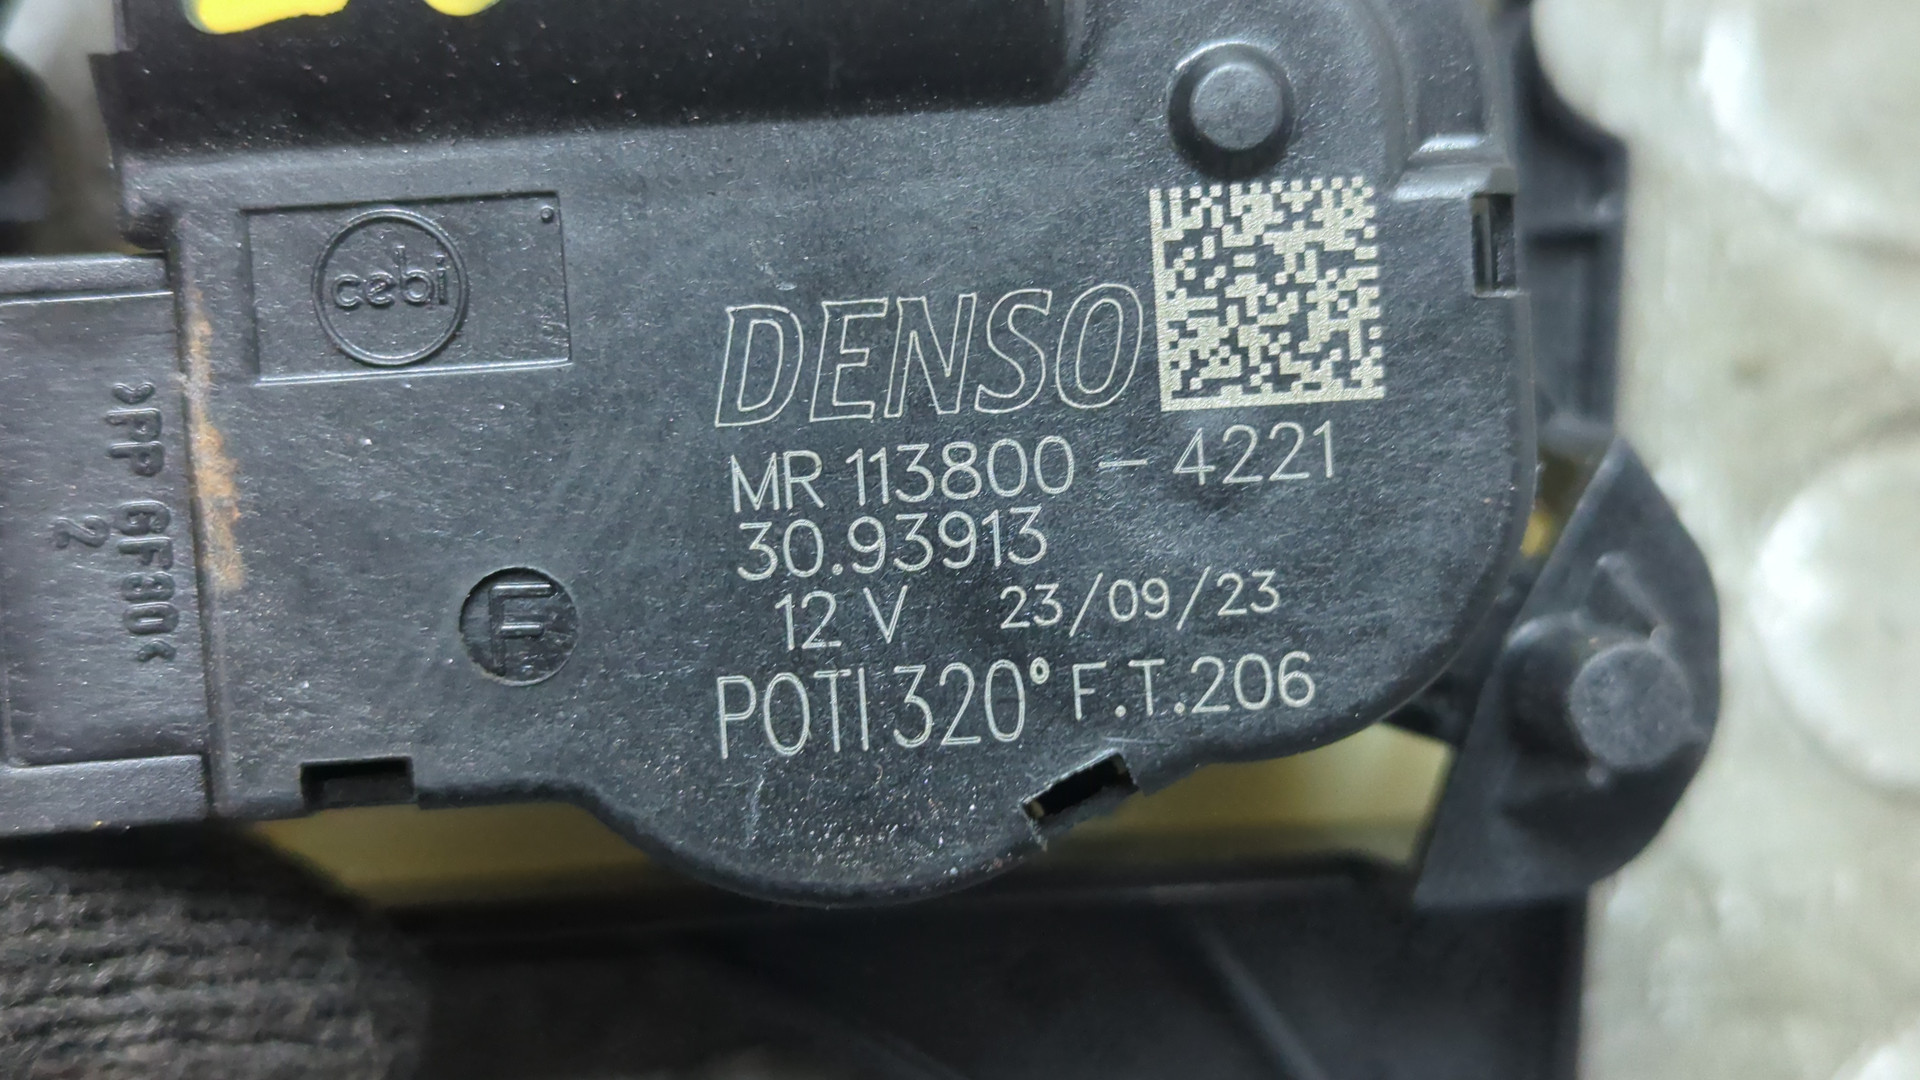 cebi
DENSO
MR 113800 - 4221
30.93913
12 V 23/09/23
POTI 320° F.T.206
F
>PP GF30<
2